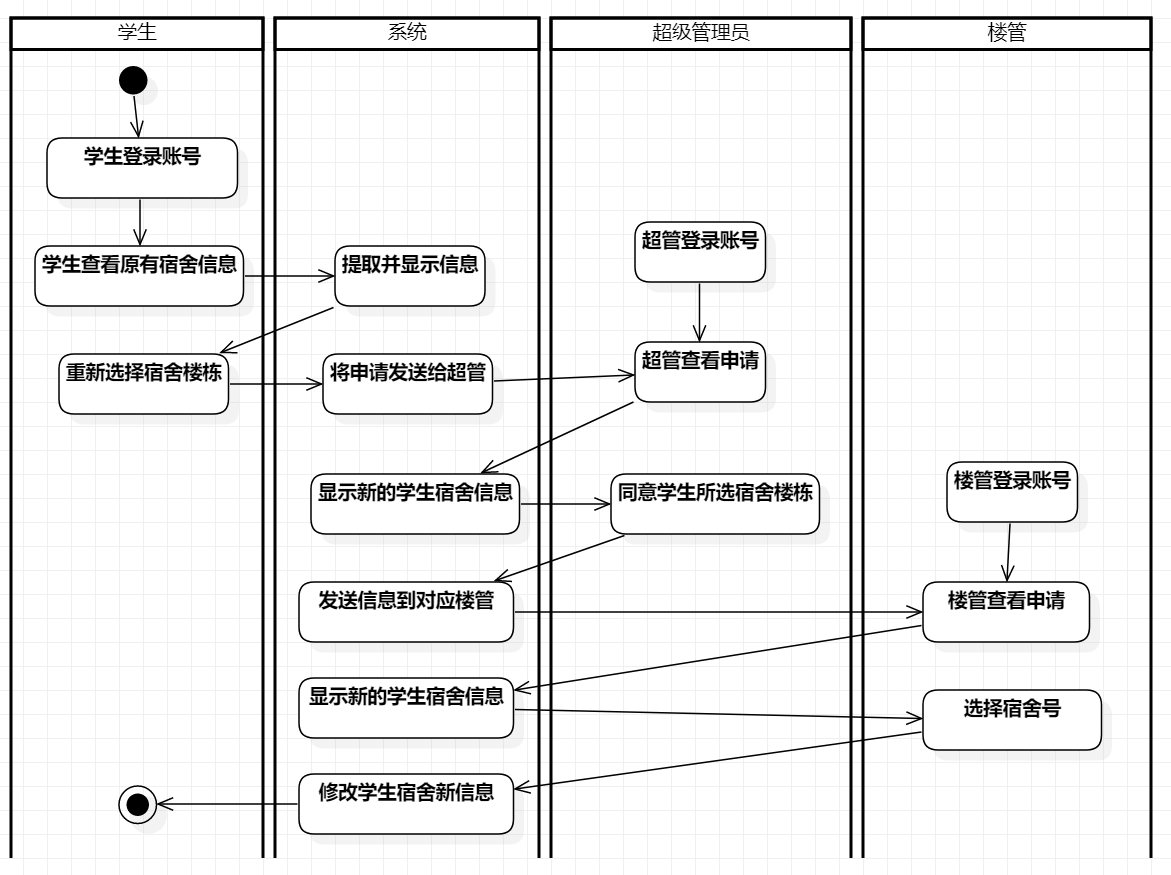 学生
系统
超级管理员
楼管
学生登录账号
学生查看原有宿舍信息
提取并显示信息
超管登录账号
重新选择宿舍楼栋
将申请发送给超管
超管查看申请
显示新的学生宿舍信息
同意学生所选宿舍楼栋
楼管登录账号
发送信息到对应楼管
楼管查看申请
显示新的学生宿舍信息
选择宿舍号
修改学生宿舍新信息